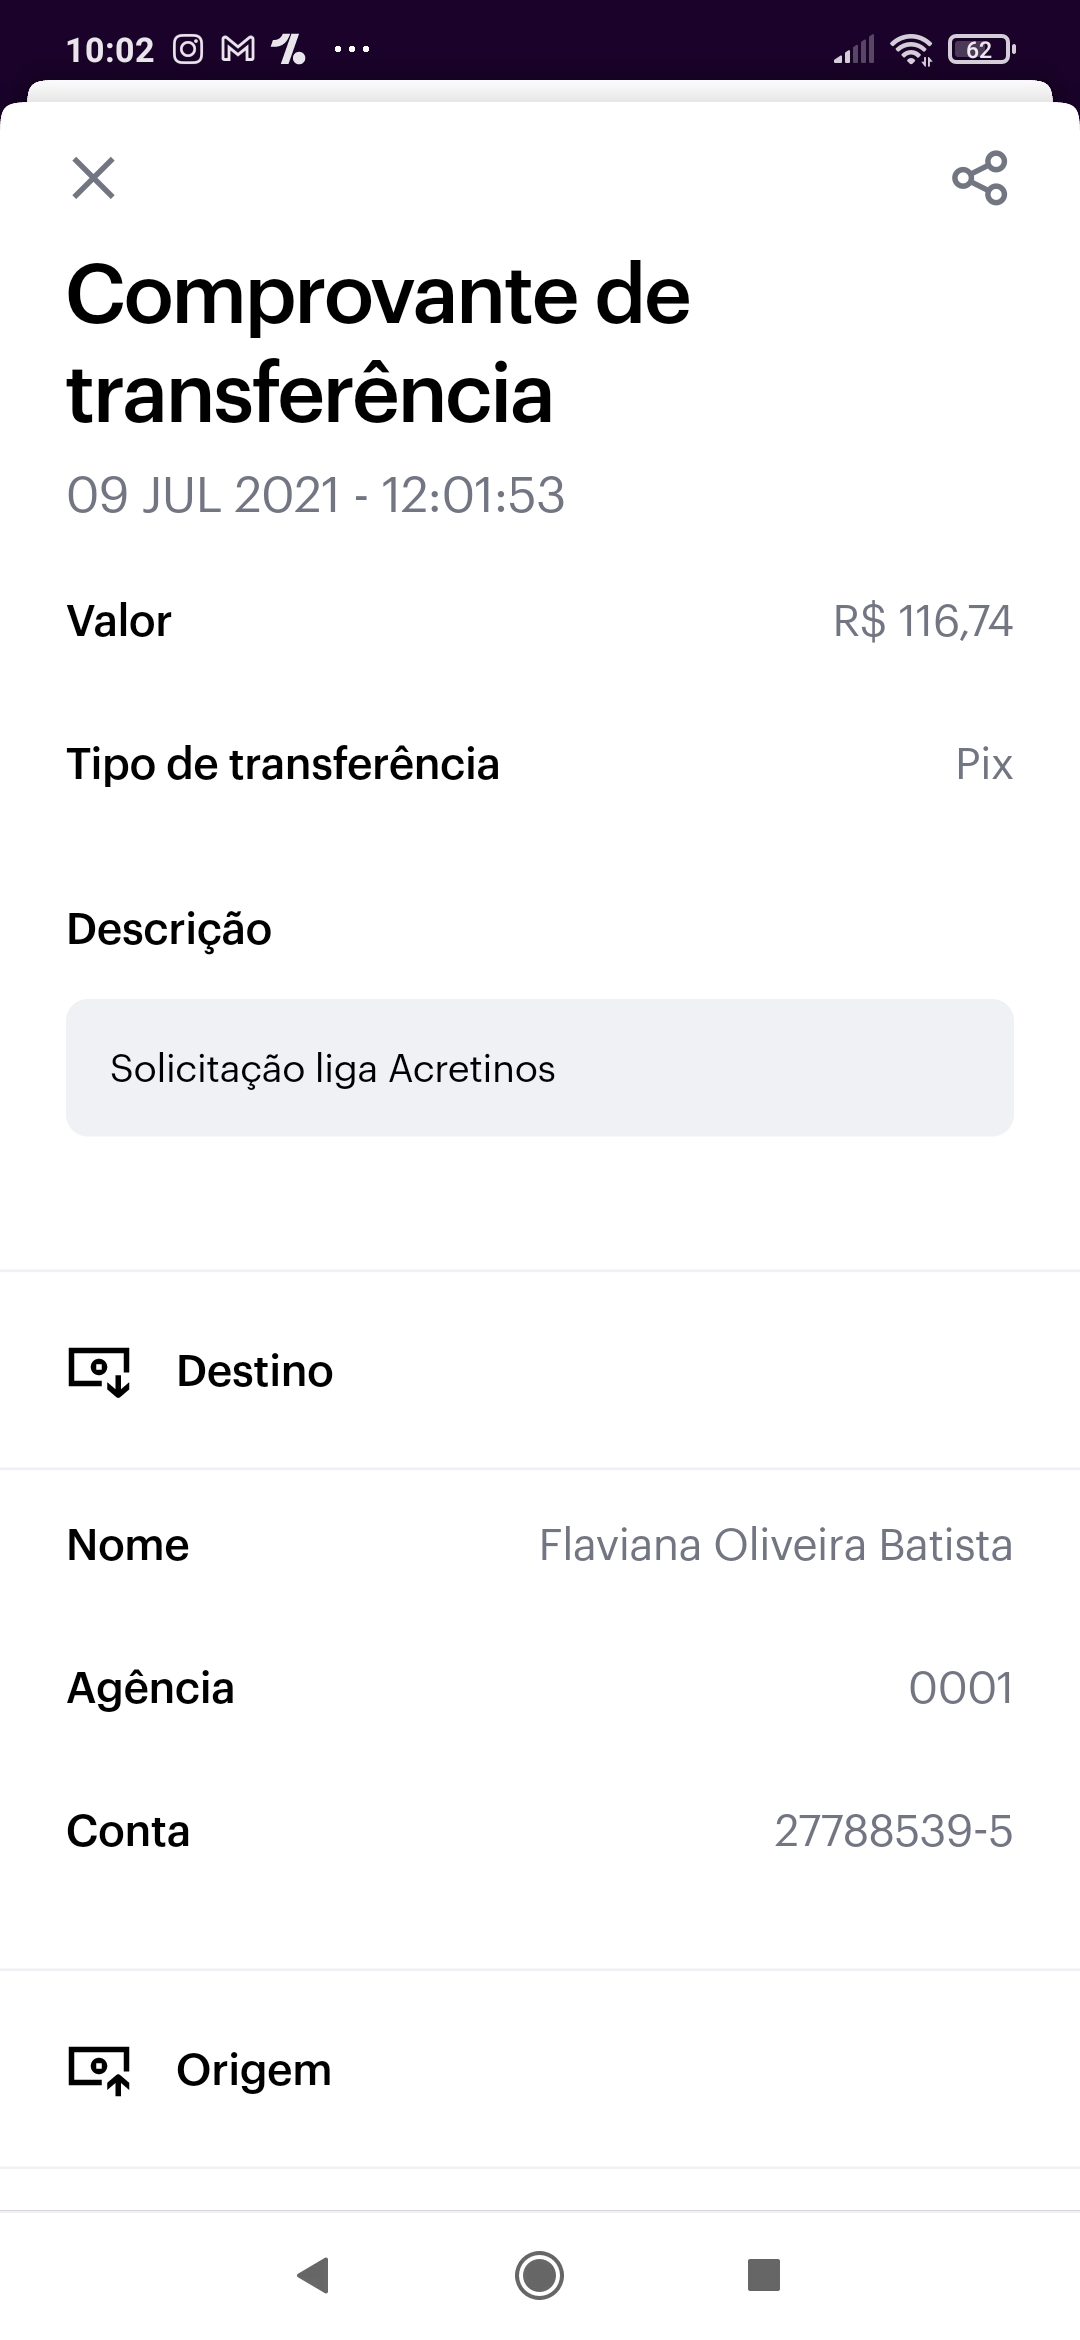 10:02
62
Comprovante de
transferência
09 JUL 2021 - 12:01:53
Valor R$ 116,74
Tipo de transferência Pix
Descrição
Solicitação liga Acretinos
Destino
Nome Flaviana Oliveira Batista
Agência 0001
Conta 27788539-5
Origem